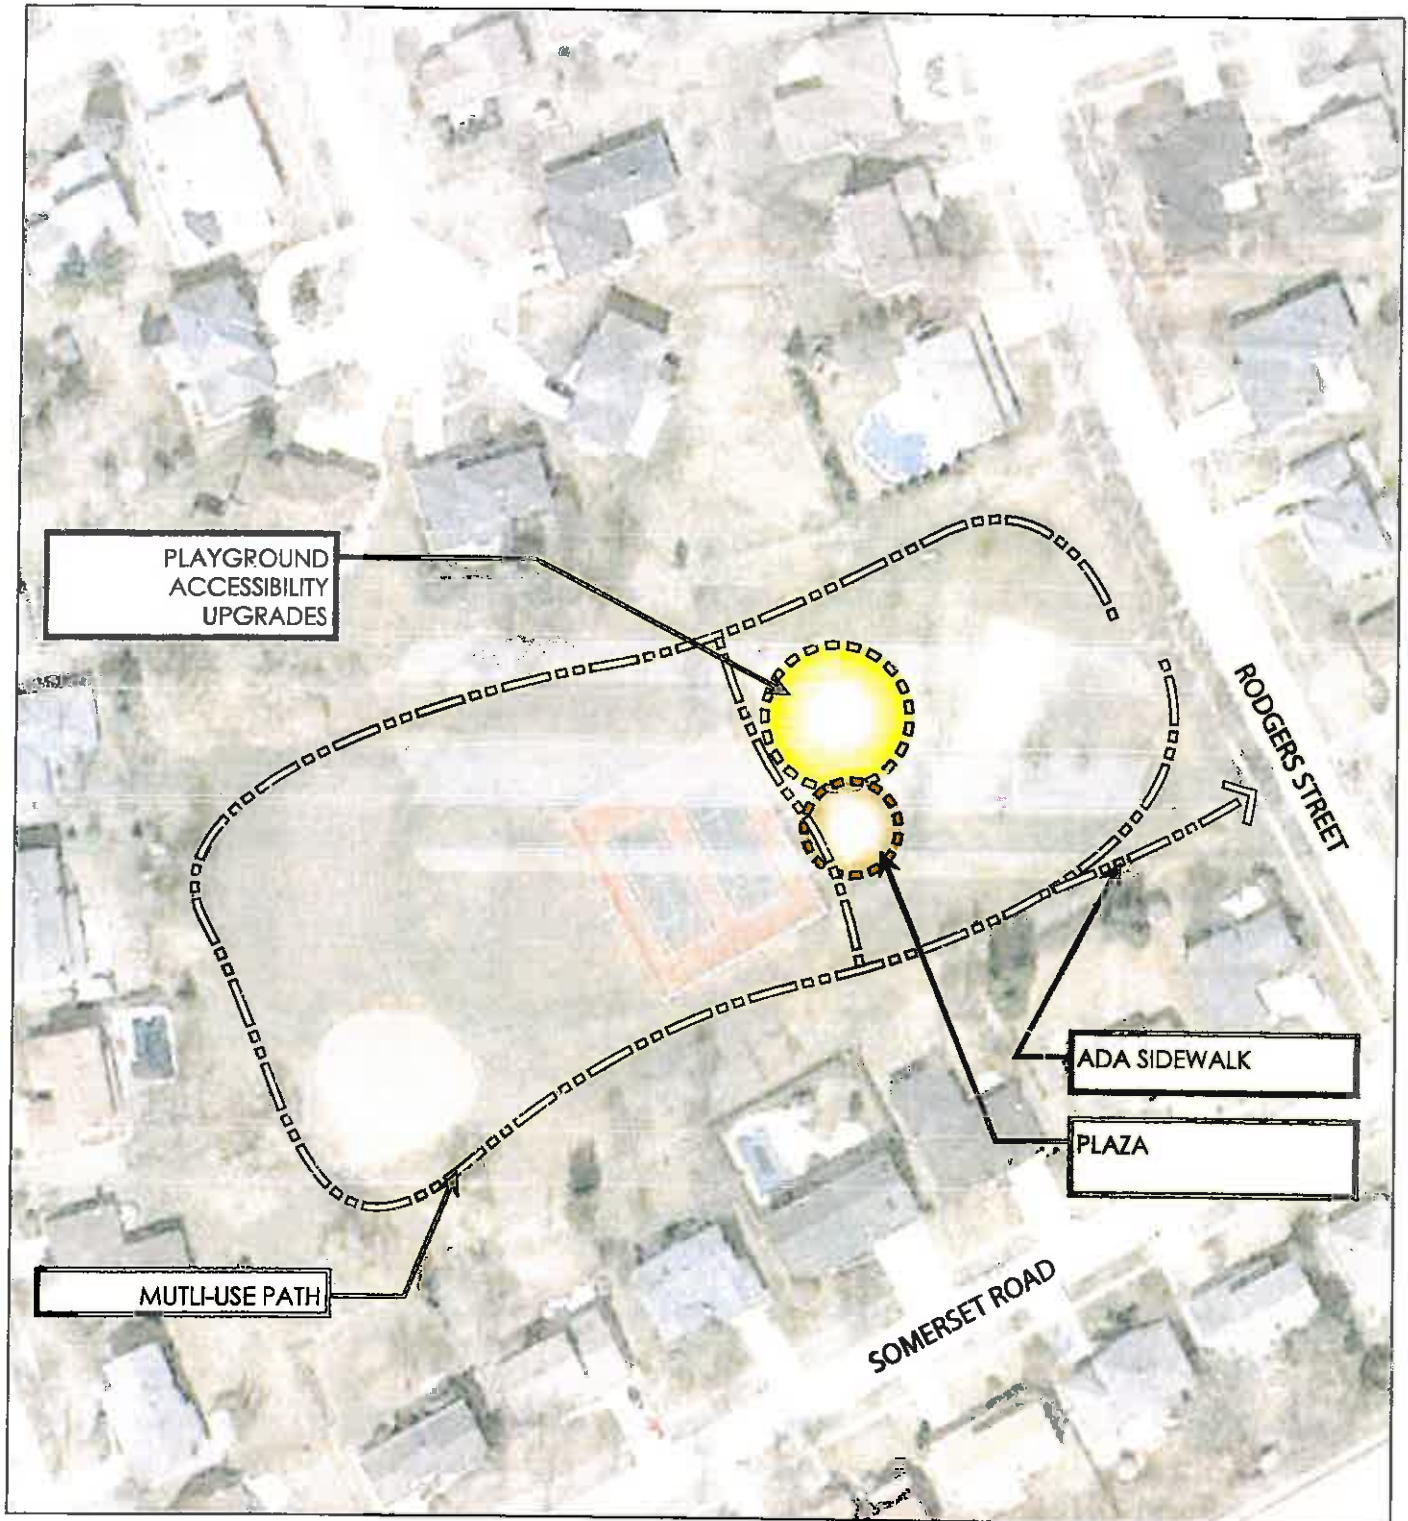 PLAYGROUND
ACCESSIBILITY
UPGRADES
RODGERS STREET
ADA SIDEWALK
PLAZA
MUTLI-USE PATH
SOMERSET ROAD